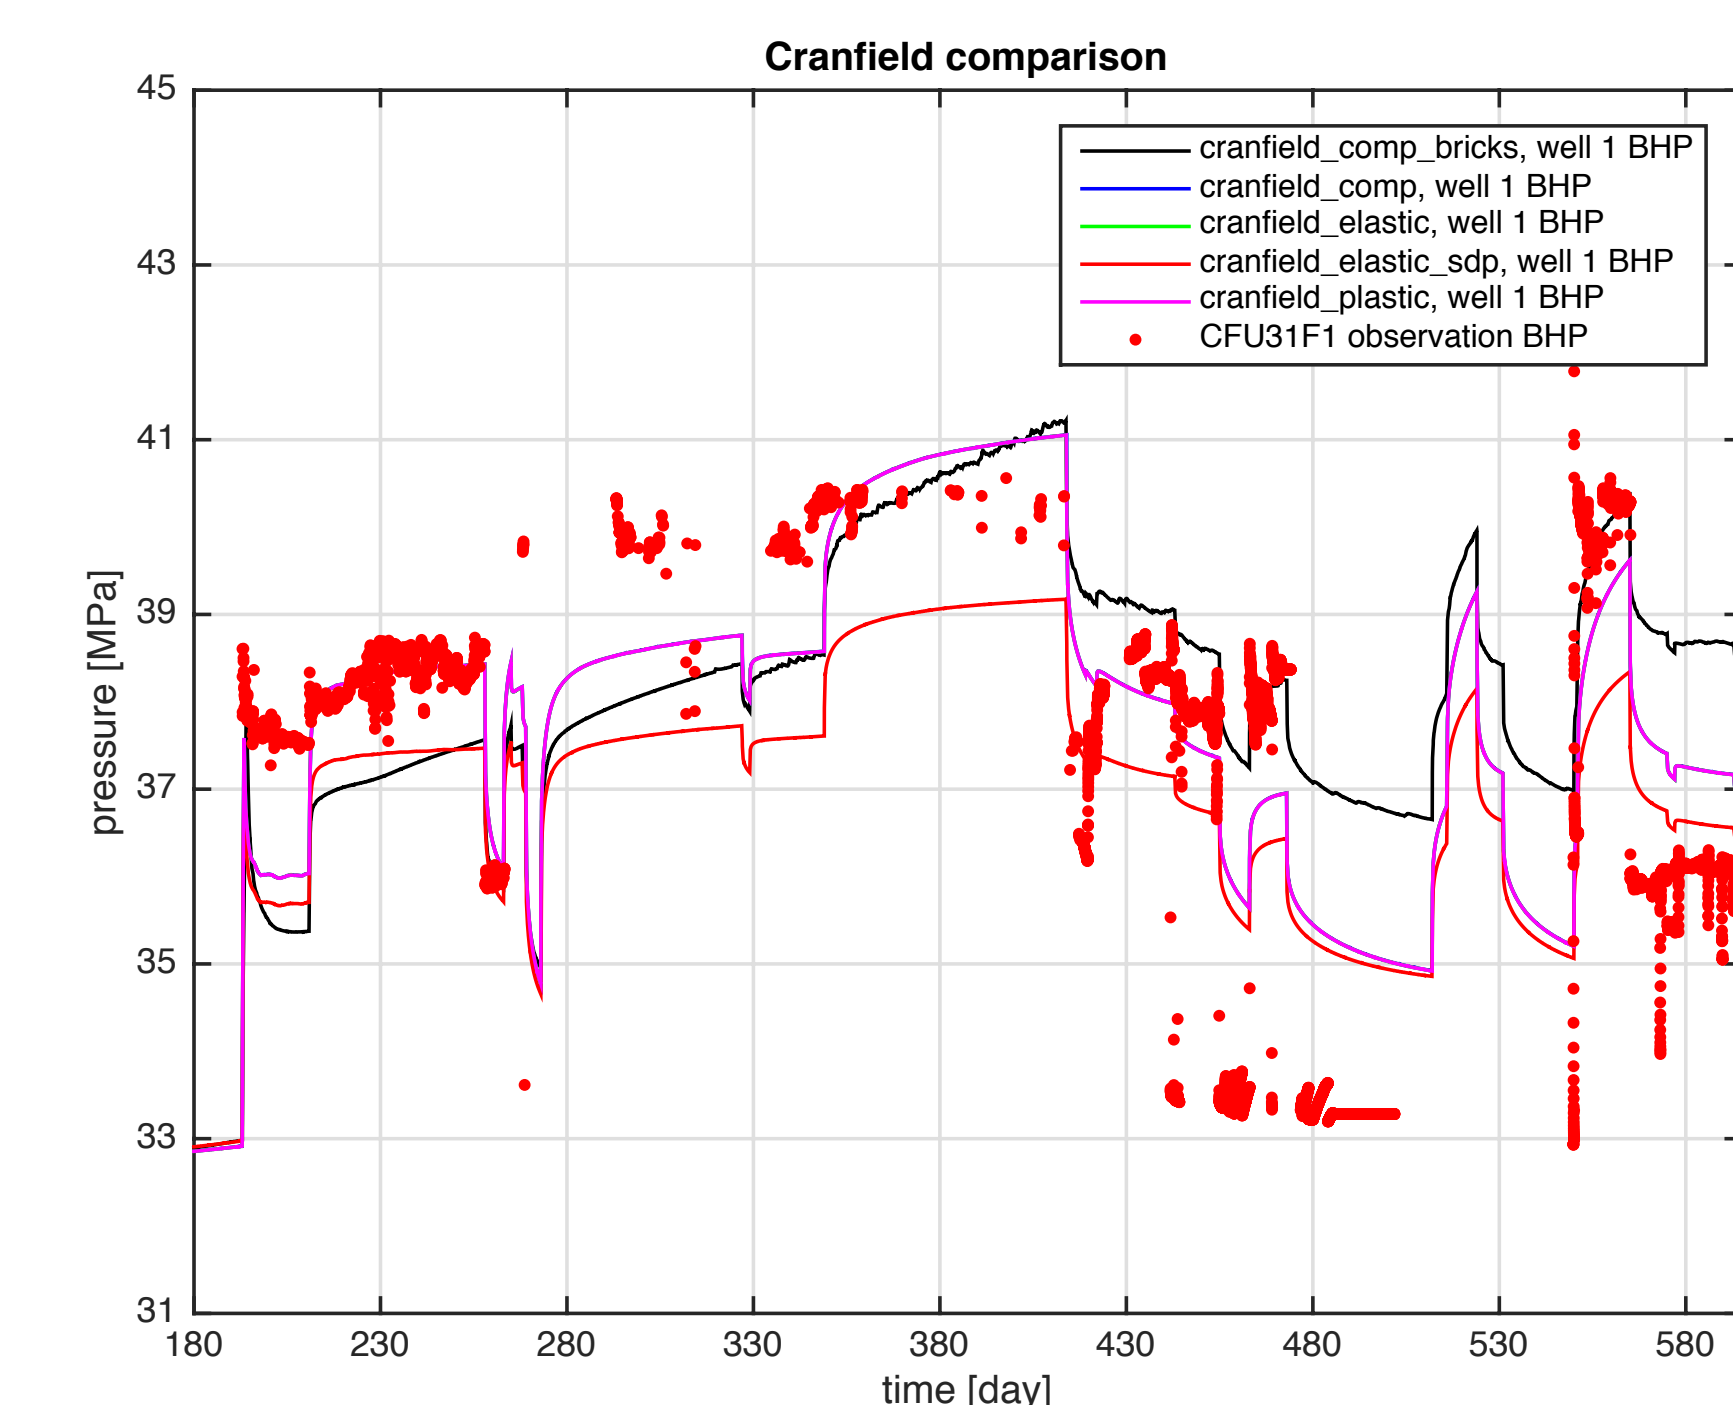 Cranfield comparison
45
43
41
39
37
35
33
31
pressure [MPa]
cranfield_comp_bricks, well 1 BHP
cranfield_comp, well 1 BHP
cranfield_elastic, well 1 BHP
cranfield_elastic_sdp, well 1 BHP
cranfield_plastic, well 1 BHP
CFU31F1 observation BHP
180 230 280 330 380 430 480 530 580
time [day]